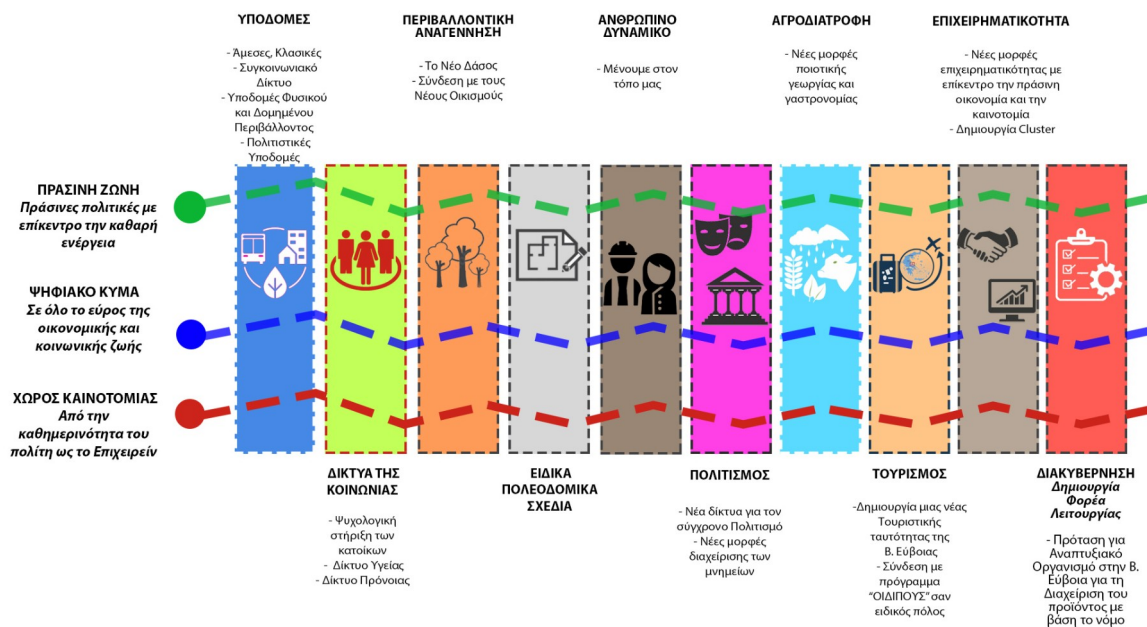 ΥΠΟΔΟΜΕΣ
- Άμεσες, Κλασικές
- Συγκοινωνιακό
Δίκτυο
- Υποδομές Φυσικού
και Δομημένου
Περιβάλλοντος
- Πολιτιστικές
Υποδομές
ΠΕΡΙΒΑΛΛΟΝΤΙΚΗ
ΑΝΑΓΕΝΝΗΣΗ
- Το Νέο Δάσος
- Σύνδεση με τους
Νέους Οικισμούς
ΑΝΘΡΩΠΙΝΟ
ΔΥΝΑΜΙΚΟ
- Μένουμε στον
τόπο μας
ΑΓΡΟΔΙΑΤΡΟΦΗ
- Νέες μορφές
ποιοτικής
γεωργίας και
γαστρονομίας
ΕΠΙΧΕΙΡΗΜΑΤΙΚΟΤΗΤΑ
- Νέες μορφές
επιχειρηματικότητας με
επίκεντρο την πράσινη
οικονομία και την
καινοτομία
- Δημιουργία Cluster
ΠΡΑΣΙΝΗ ΖΩΝΗ
Πράσινες πολιτικές με
επίκεντρο την καθαρή
ενέργεια
ΨΗΦΙΑΚΟ ΚΥΜΑ
Σε όλο το εύρος της
οικονομικής και
κοινωνικής ζωής
ΧΩΡΟΣ ΚΑΙΝΟΤΟΜΙΑΣ
Από την
καθημερινότητα του
πολίτη ως το Επιχειρείν
ΔΙΚΤΥΑ ΤΗΣ
ΚΟΙΝΩΝΙΑΣ
- Ψυχολογική
στήριξη των
κατοίκων
- Δίκτυο Υγείας
- Δίκτυο Πρόνοιας
ΕΙΔΙΚΑ
ΠΟΛΕΟΔΟΜΙΚΑ
ΣΧΕΔΙΑ
ΠΟΛΙΤΙΣΜΟΣ
- Νέα δίκτυα για τον
σύγχρονο Πολιτισμό
- Νέες μορφές
διαχείρισης των
μνημείων
ΤΟΥΡΙΣΜΟΣ
-Δημιουργία μιας νέας
Τουριστικής
ταυτότητας της
Β. Εύβοιας
- Σύνδεση με
πρόγραμμα
"ΟΙΔΙΠΟΥΣ" σαν
ειδικός πόλος
ΔΙΑΚΥΒΕΡΝΗΣΗ
Δημιουργία
Φορέα
Λειτουργίας
- Πρόταση για
Αναπτυξιακό
Οργανισμό στην Β.
Εύβοια για τη
Διαχείριση του
προϊόντος με
βάση το νόμο